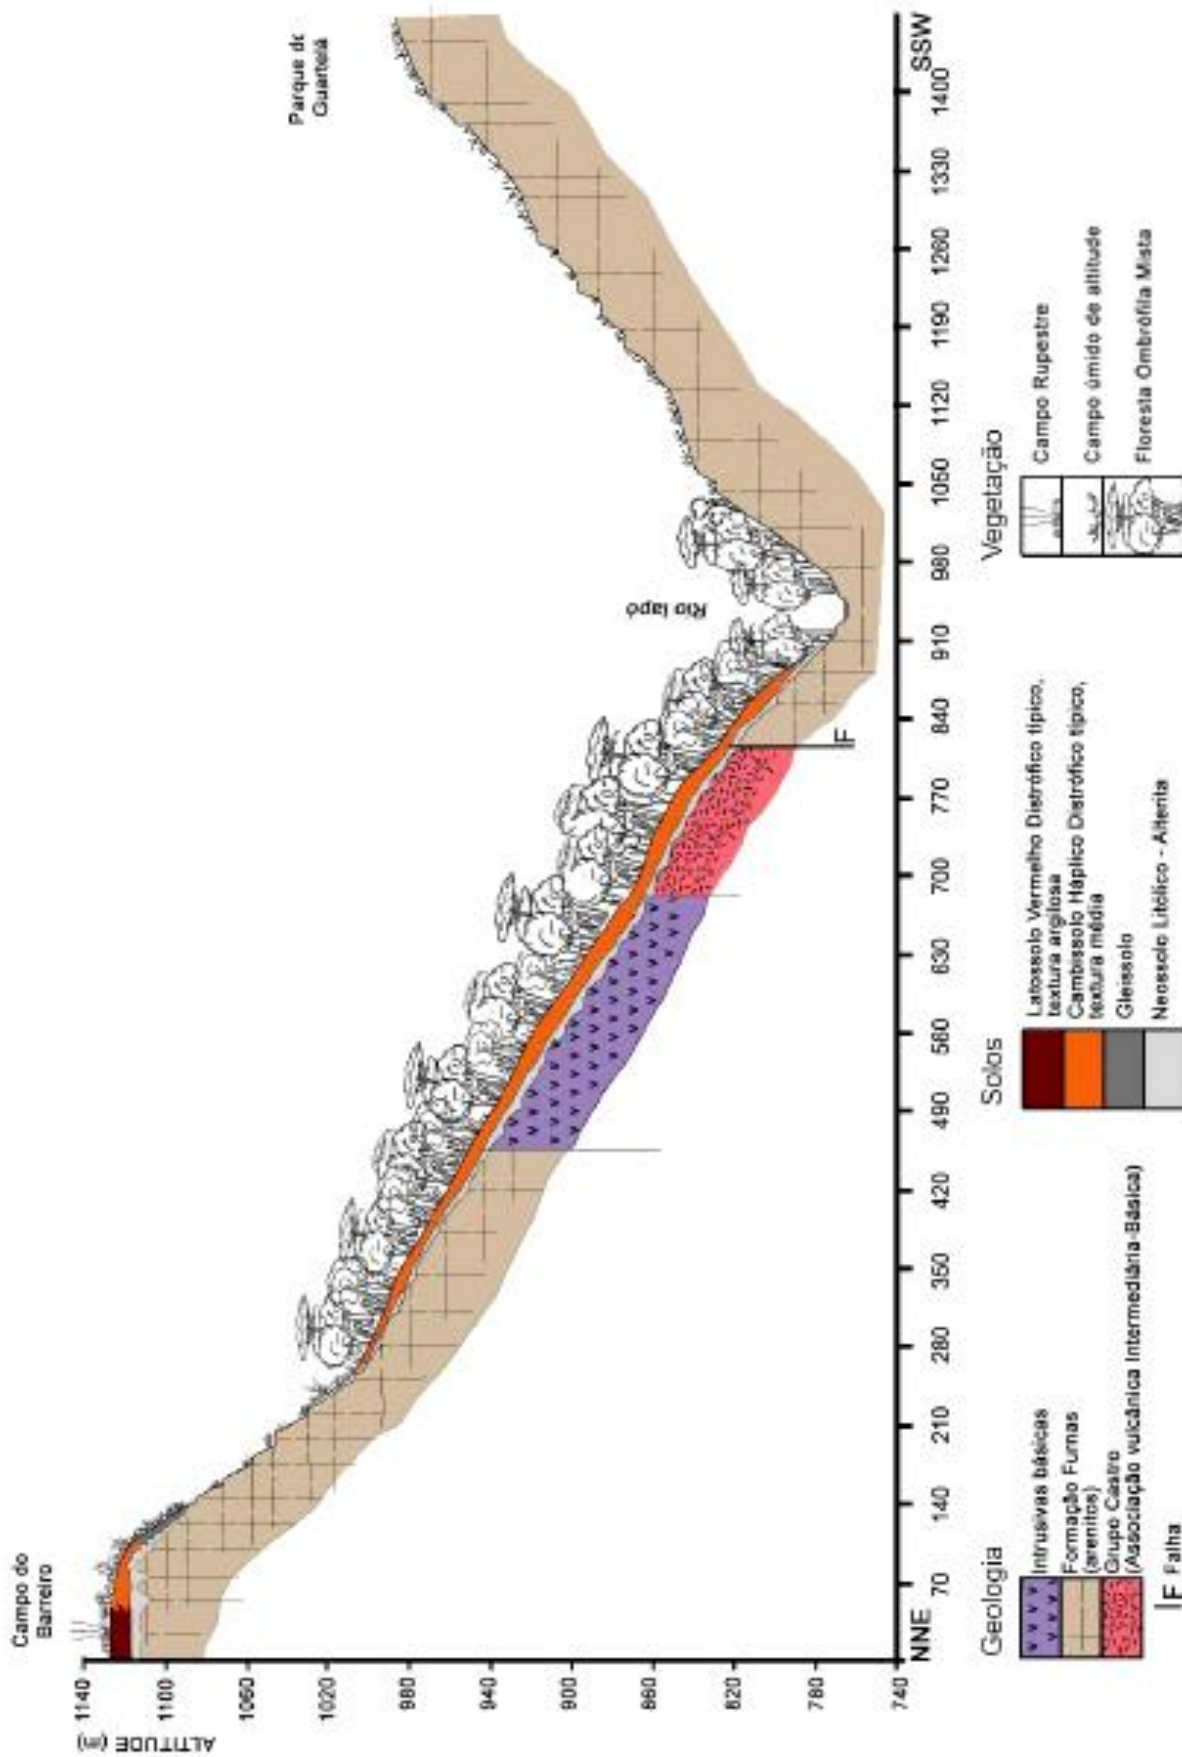 Campo do
Barreiro
Parque do
Guartelá
Rio Iapó
F
ALTITUDE (m)
1140
1100
1060
1020
980
940
900
860
820
780
740
NNE
70
140
210
280
350
420
490
560
630
700
770
840
910
980
1050
1120
1190
1260
1330
1400
SSW
Geologia
Intrusivas básicas
Formação Furnas
(arenitos)
Grupo Castro
(Associação vulcânica Intermediária-Básica)
F Falha
Solos
Latossolo Vermelho Distrófico típico,
textura argilosa
Cambissolo Háplico Distrófico típico,
textura média
Gleissolo
Neossolo Litólico - Alterita
Vegetação
Campo Rupestre
Campo úmido de altitude
Floresta Ombrófila Mista